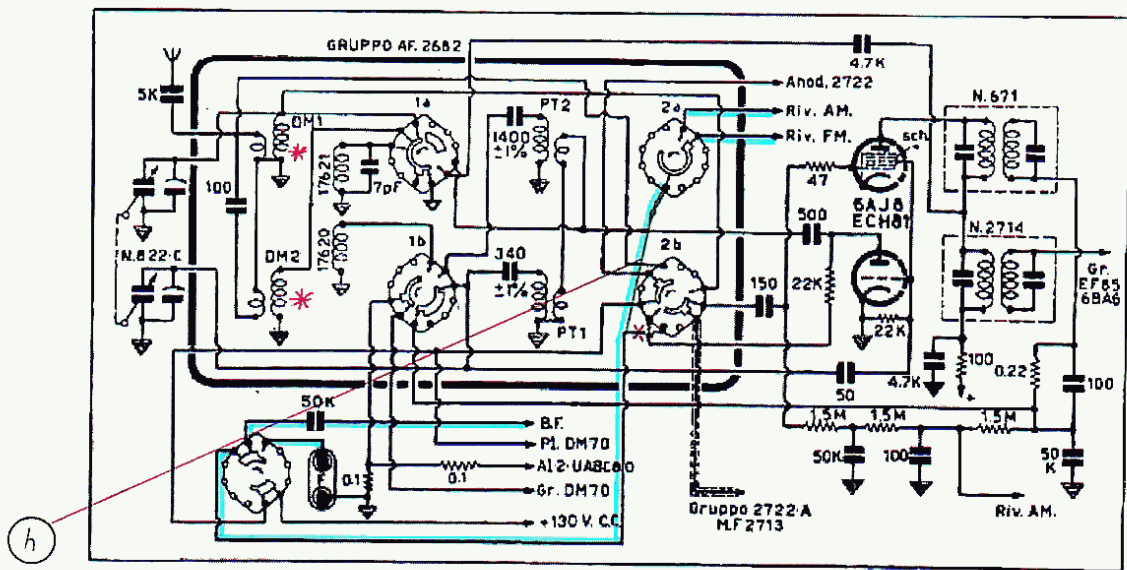 GRUPPO AF. 2682
4.7K
N. 671
5K
DM1
1a
PT2
2a
Anod. 2722
Riv. AM.
Riv. FM.
sch.
1400
±1%
17621
7pF
47
6AJ8
ECH81
100
N. 2714
500
N. 822·C
DM2
17620
1b
340
±1%
2b
150
22K
Gr.
EF85
6BA6
PT1
22K
50
4.7K
100
0.22
100
50K
B.F.
P1. DM70
0.1
0.1
A12·UABC80
Gr. DM70
+130 V. C.C.
1.5M
1.5M
1.5M
50K
100
50
K
+
h
Gruppo 2722·A
M.F 2713
Riv. AM.